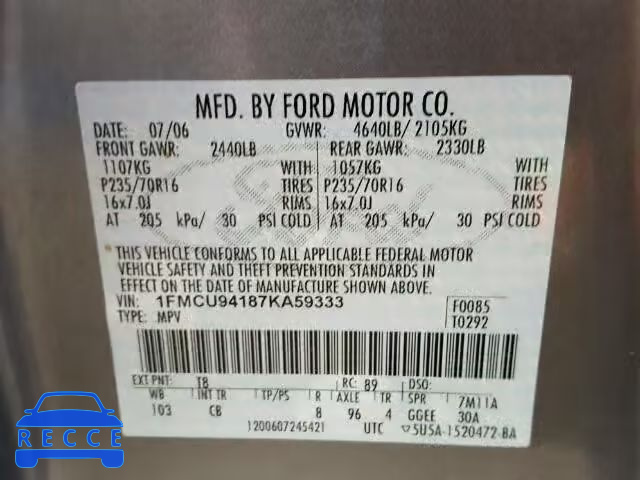 MFD. BY FORD MOTOR CO.
DATE: 07/06 GVWR: 4640LB/ 2105KG
FRONT GAWR: 2440LB REAR GAWR: 2330LB
1107KG WITH 1057KG WITH
P235/70R16 TIRES P235/70R16 TIRES
16x7.0J RIMS 16x7.0J RIMS
AT 205 kPa/ 30 PSI COLD AT 205 kPa/ 30 PSI COLD
THIS VEHICLE CONFORMS TO ALL APPLICABLE FEDERAL MOTOR
VEHICLE SAFETY AND THEFT PREVENTION STANDARDS IN
EFFECT ON THE DATE OF MANUFACTURE SHOWN ABOVE.
VIN: 1FMCU94187KA59333 F0085
TYPE: MPV T0292
EXT PNT: T8 RC: 89 DSO:
WB INT TR TP/PS R AXLE TR SPR 7M11A
103 CB 8 96 4 GGEE 30A
1200607245421 UTC ▽5U5A-1520472-BA
RECCE